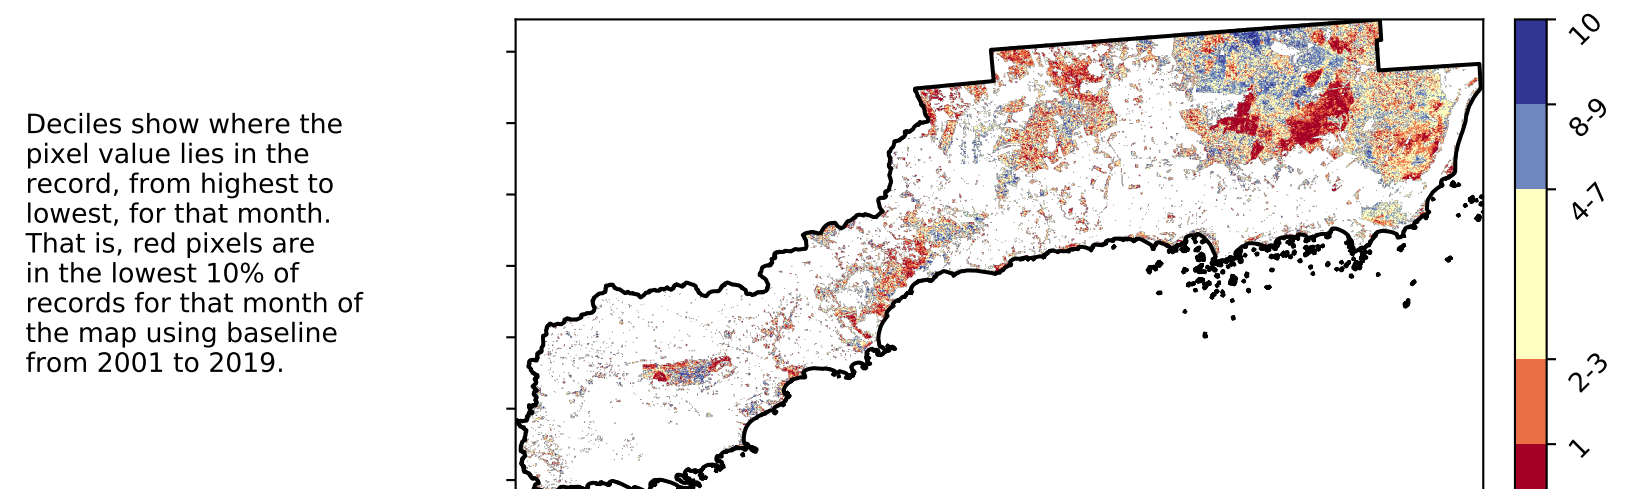 Deciles show where the
pixel value lies in the
record, from highest to
lowest, for that month.
That is, red pixels are
in the lowest 10% of
records for that month of
the map using baseline
from 2001 to 2019.
10
8-9
4-7
2-3
1